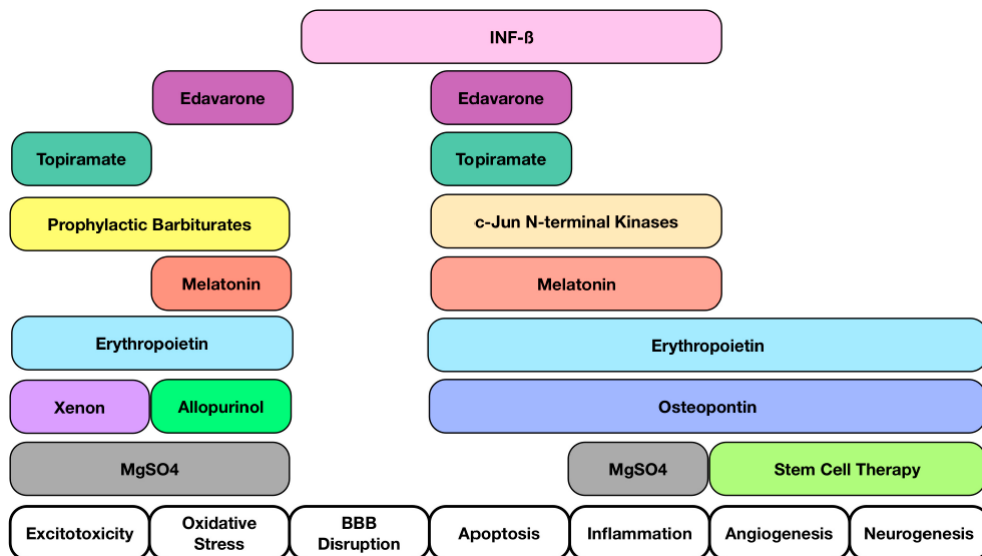 INF-ß
Edavarone
Edavarone
Topiramate
Topiramate
Prophylactic Barbiturates
c-Jun N-terminal Kinases
Melatonin
Melatonin
Erythropoietin
Erythropoietin
Xenon
Allopurinol
Osteopontin
MgSO4
MgSO4
Stem Cell Therapy
Excitotoxicity
Oxidative
Stress
BBB
Disruption
Apoptosis
Inflammation
Angiogenesis
Neurogenesis